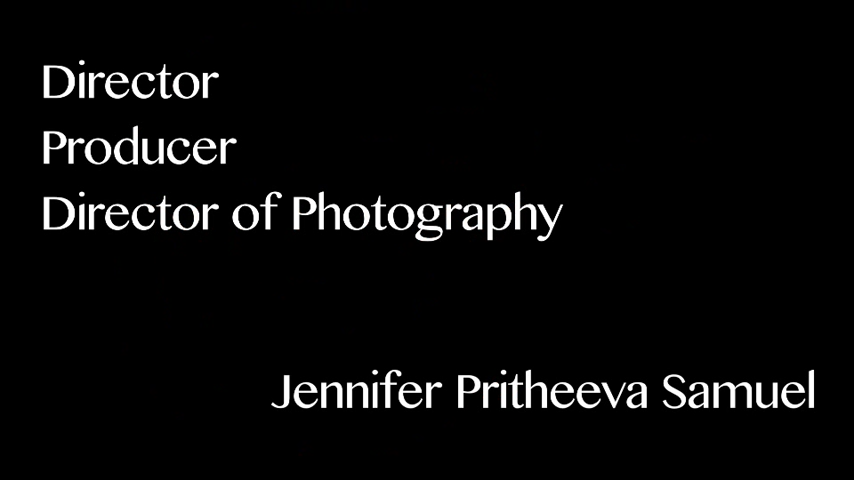 Director
Producer
Director of Photography
Jennifer Pritheeva Samuel